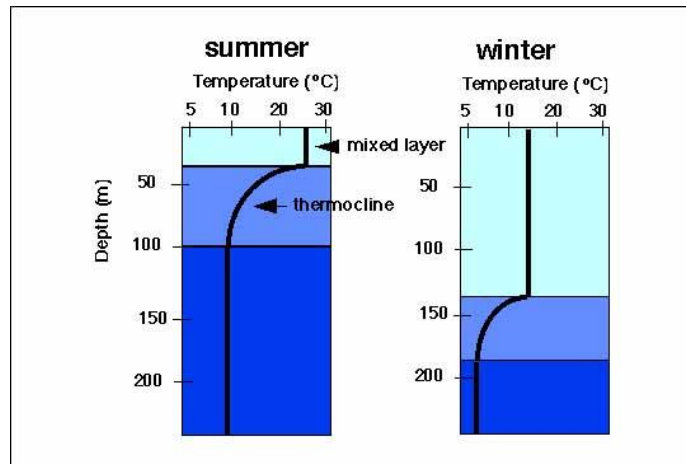 summer
Temperature (°C)
5 10 20 30
mixed layer
thermocline
Depth (m)
50
100
150
200
winter
Temperature (°C)
5 10 20 30
50
100
150
200